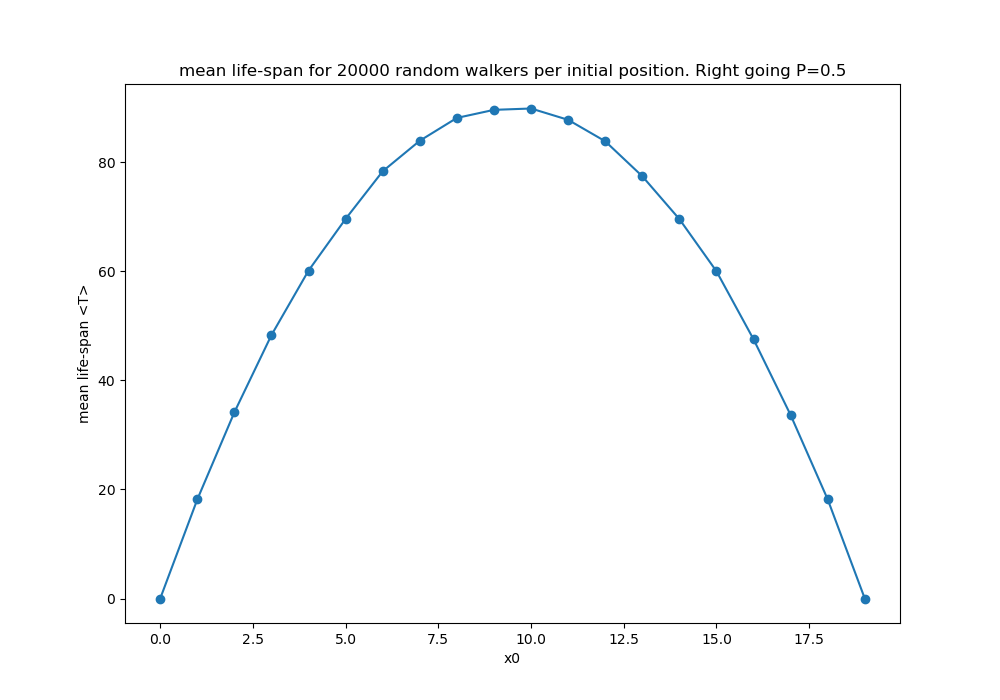 mean life-span for 20000 random walkers per initial position. Right going P=0.5
mean life-span <T>
80
60
40
20
0
0.0 2.5 5.0 7.5 10.0 12.5 15.0 17.5
x0